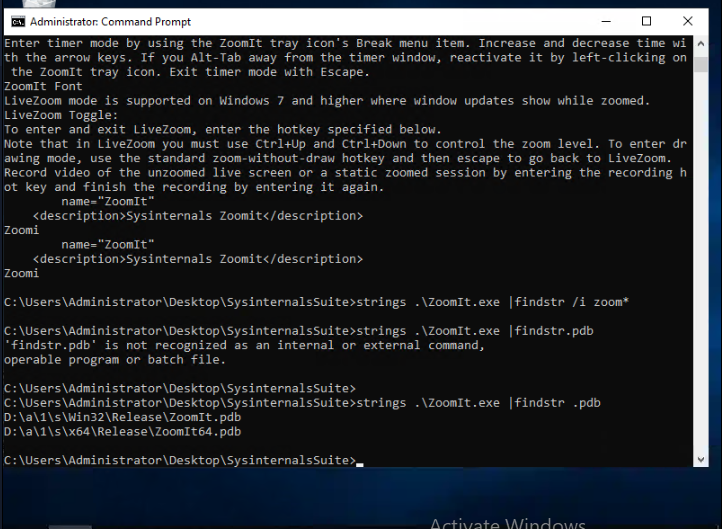 Administrator: Command Prompt
Enter timer mode by using the ZoomIt tray icon's Break menu item. Increase and decrease time wi
th the arrow keys. If you Alt-Tab away from the timer window, reactivate it by left-clicking on
 the ZoomIt tray icon. Exit timer mode with Escape.
ZoomIt Font
LiveZoom mode is supported on Windows 7 and higher where window updates show while zoomed.
LiveZoom Toggle:
To enter and exit LiveZoom, enter the hotkey specified below.
Note that in LiveZoom you must use Ctrl+Up and Ctrl+Down to control the zoom level. To enter dr
awing mode, use the standard zoom-without-draw hotkey and then escape to go back to LiveZoom.
Record video of the unzoomed live screen or a static zoomed session by entering the recording h
ot key and finish the recording by entering it again.
        name="ZoomIt"
    <description>Sysinternals Zoomit</description>
Zoomi
        name="ZoomIt"
    <description>Sysinternals Zoomit</description>
Zoomi
C:\Users\Administrator\Desktop\SysinternalsSuite>strings .\ZoomIt.exe |findstr /i zoom*
C:\Users\Administrator\Desktop\SysinternalsSuite>strings .\ZoomIt.exe |findstr.pdb
'findstr.pdb' is not recognized as an internal or external command,
operable program or batch file.
C:\Users\Administrator\Desktop\SysinternalsSuite>
C:\Users\Administrator\Desktop\SysinternalsSuite>strings .\ZoomIt.exe |findstr .pdb
D:\a\1\s\Win32\Release\ZoomIt.pdb
D:\a\1\s\x64\Release\ZoomIt64.pdb
C:\Users\Administrator\Desktop\SysinternalsSuite>
Activate Windows